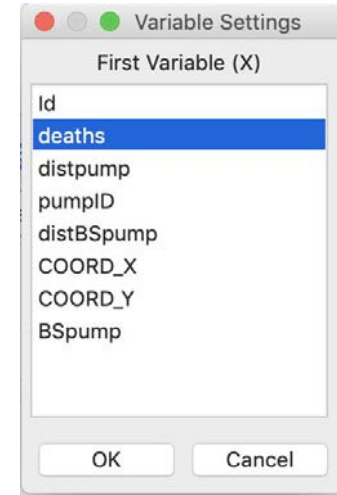 Variable Settings
First Variable (X)
Id
deaths
distpump
pumpID
distBSpump
COORD_X
COORD_Y
BSpump
OK Cancel